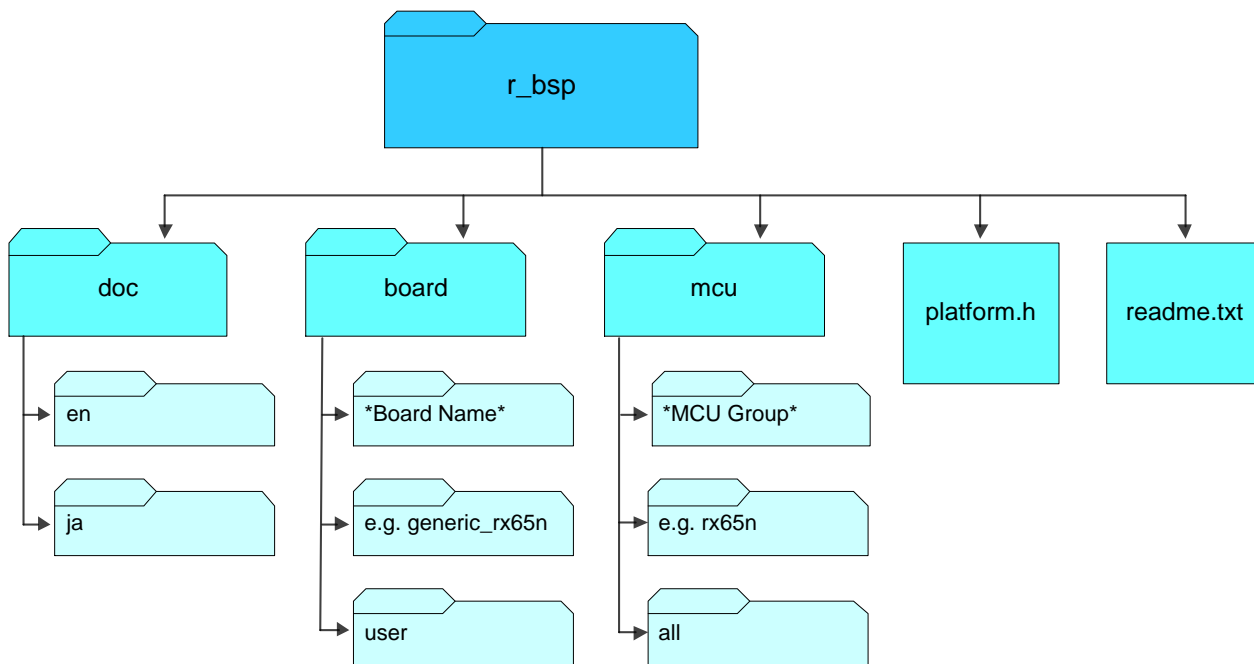 r_bsp
doc
board
mcu
platform.h
readme.txt
en
*Board Name*
*MCU Group*
ja
e.g. generic_rx65n
e.g. rx65n
user
all